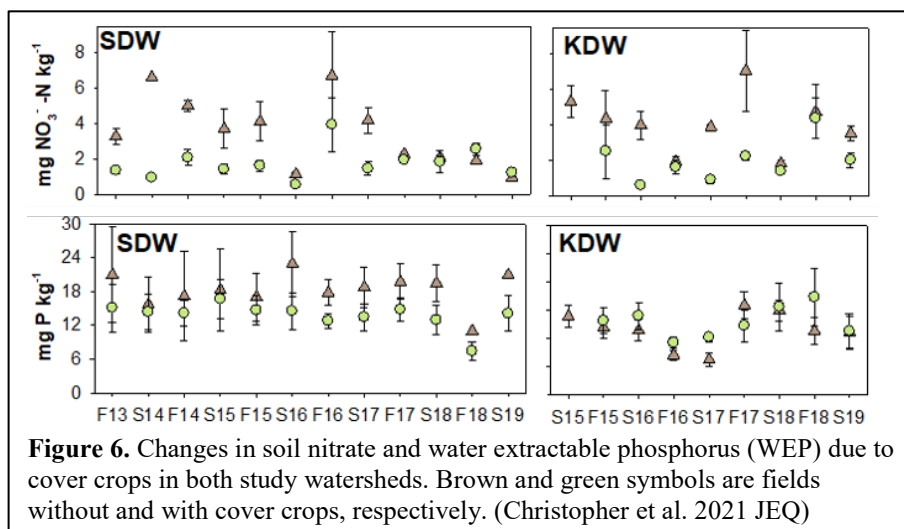 SDW
KDW
mg NO₃⁻ -N kg⁻¹
8
6
4
2
0
SDW
KDW
mg P kg⁻¹
30
24
18
12
6
0
F13 S14 F14 S15 F15 S16 F16 S17 F17 S18 F18 S19
S15 F15 S16 F16 S17 F17 S18 F18 S19
Figure 6. Changes in soil nitrate and water extractable phosphorus (WEP) due to
cover crops in both study watersheds. Brown and green symbols are fields
without and with cover crops, respectively. (Christopher et al. 2021 JEQ)